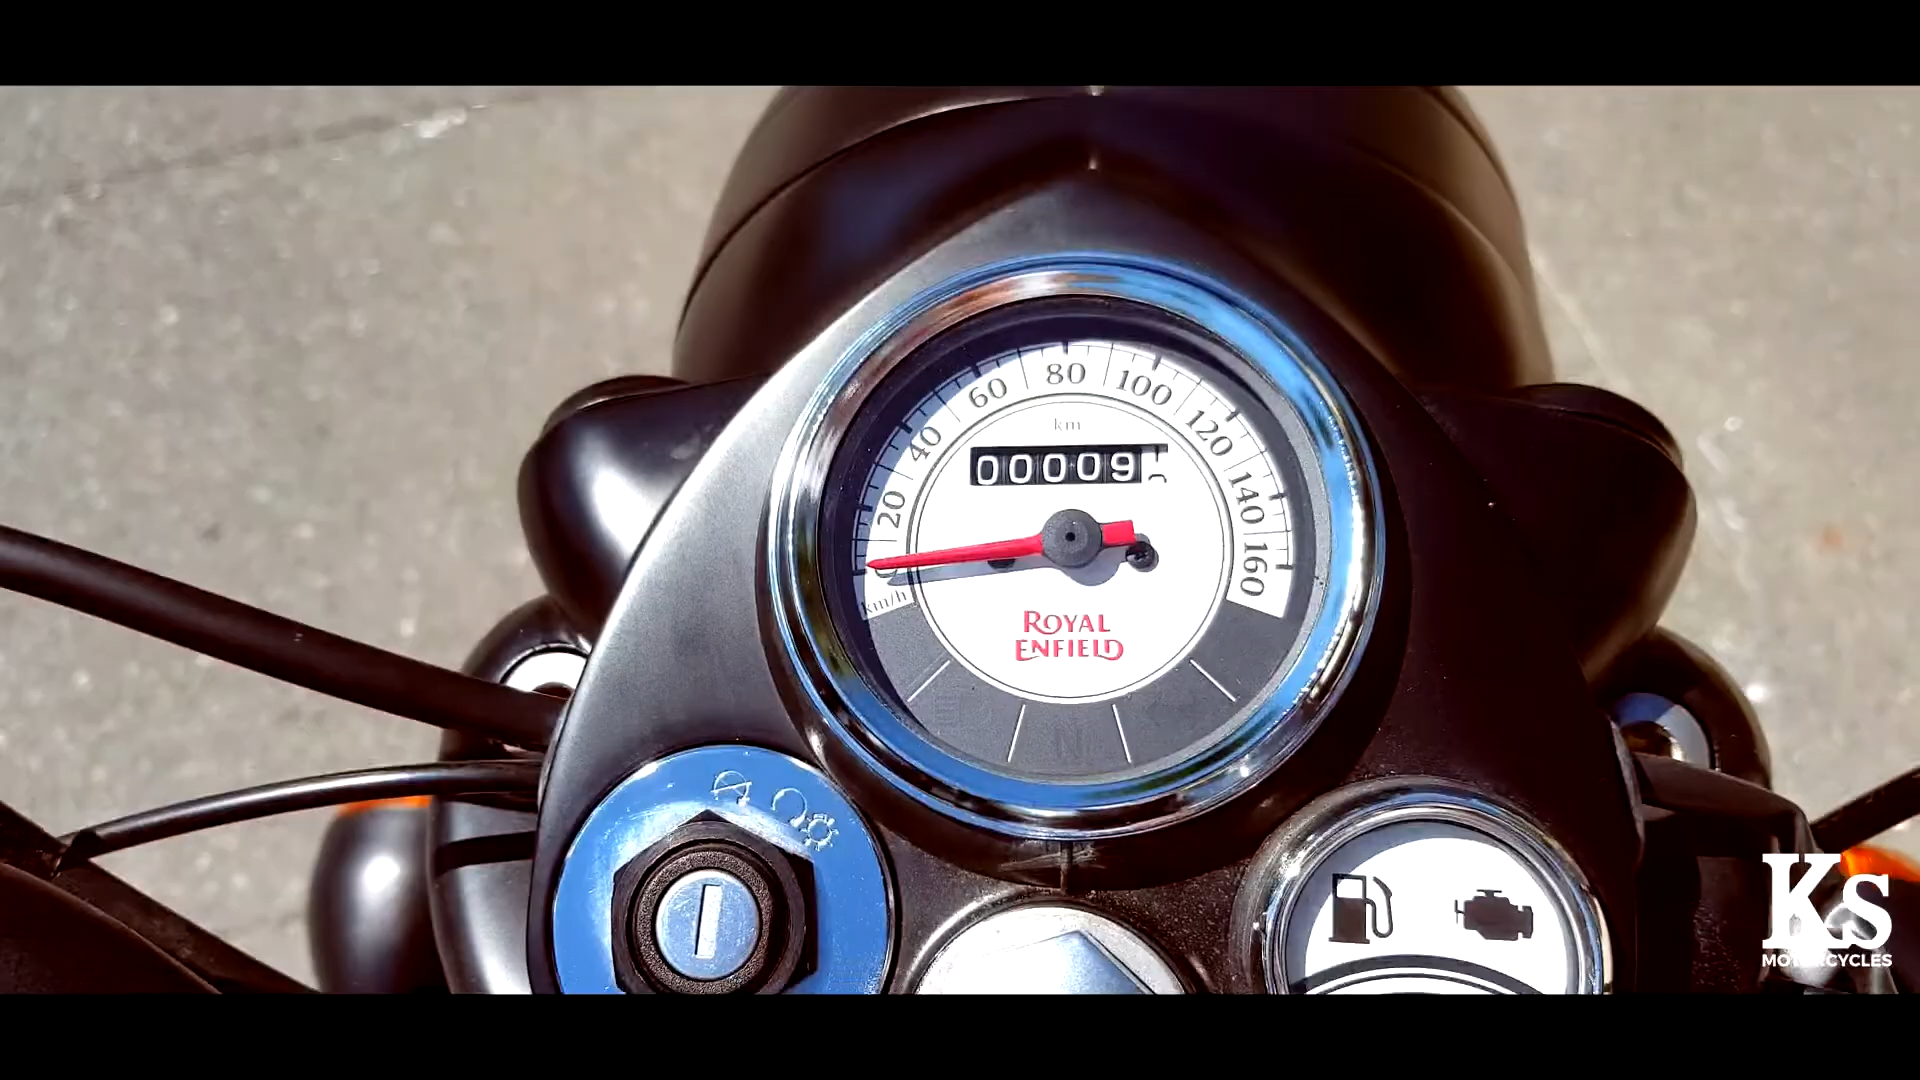 20
40
60
80
100
120
140
160
km
00009
km/h
ROYAL
ENFIELD
N
Ks
MOTORCYCLES